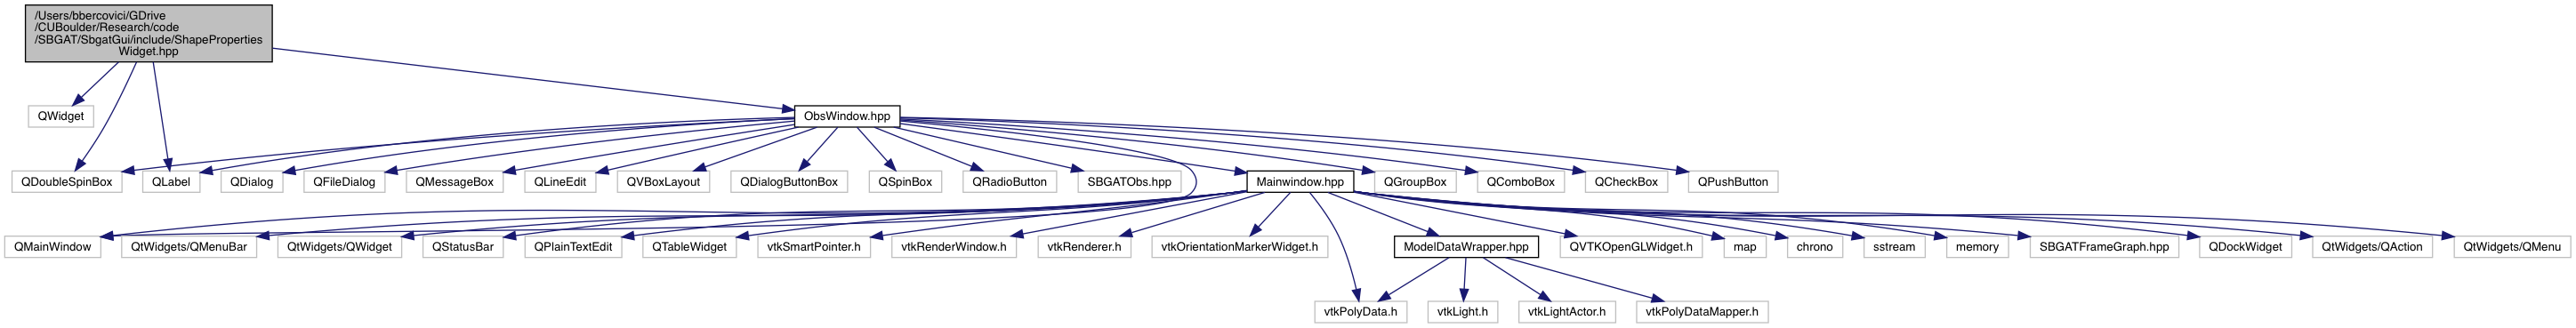 /Users/bbercovici/GDrive
/CUBoulder/Research/code
/SBGAT/SbgatGui/include/ShapeProperties
Widget.hpp
QWidget
ObsWindow.hpp
QDoubleSpinBox
QLabel
QDialog
QFileDialog
QMessageBox
QLineEdit
QVBoxLayout
QDialogButtonBox
QSpinBox
QRadioButton
SBGATObs.hpp
Mainwindow.hpp
QGroupBox
QComboBox
QCheckBox
QPushButton
QMainWindow
QtWidgets/QMenuBar
QtWidgets/QWidget
QStatusBar
QPlainTextEdit
QTableWidget
vtkSmartPointer.h
vtkRenderWindow.h
vtkRenderer.h
vtkOrientationMarkerWidget.h
ModelDataWrapper.hpp
QVTKOpenGLWidget.h
map
chrono
sstream
memory
SBGATFrameGraph.hpp
QDockWidget
QtWidgets/QAction
QtWidgets/QMenu
vtkPolyData.h
vtkLight.h
vtkLightActor.h
vtkPolyDataMapper.h